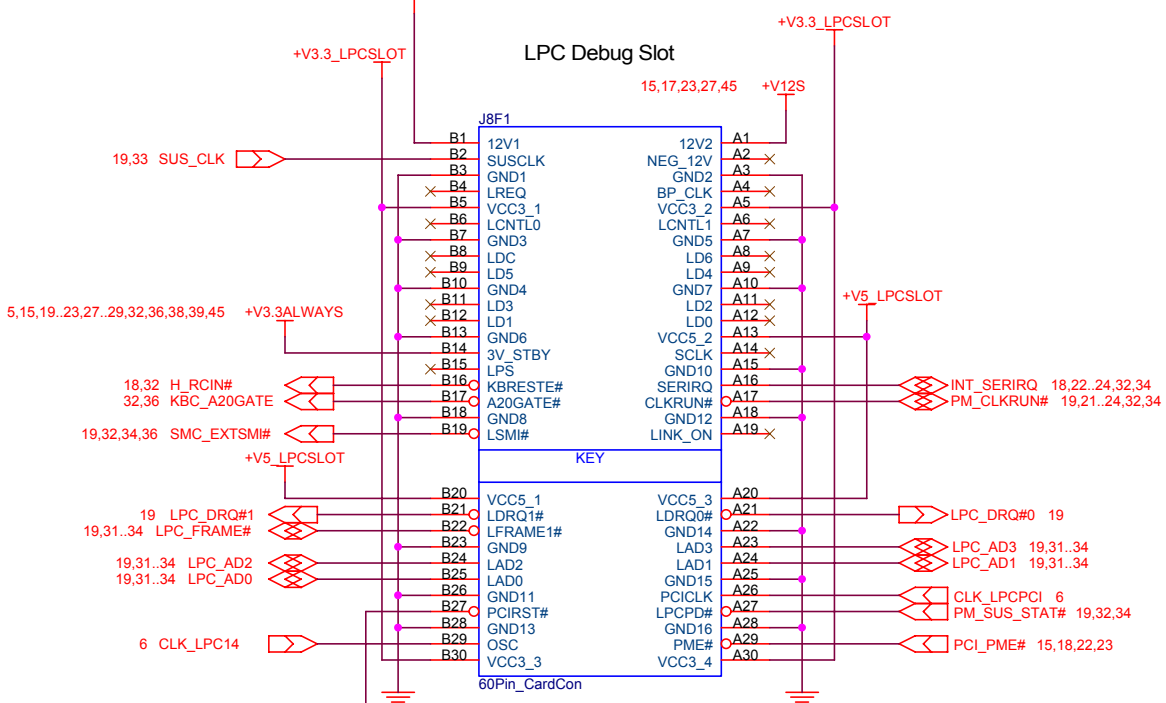 +V3.3_LPCSLOT
+V3.3_LPCSLOT
LPC Debug Slot
15,17,23,27,45 +V12S
J8F1
B1 12V1 12V2 A1
19,33 SUS_CLK B2 SUSCLK NEG_12V A2
B3 GND1 GND2 A3
B4 LREQ BP_CLK A4
B5 VCC3_1 VCC3_2 A5
B6 LCNTL0 LCNTL1 A6
B7 GND3 GND5 A7
B8 LDC LD6 A8
B9 LD5 LD4 A9
B10 GND4 GND7 A10
+V5_LPCSLOT
B11 LD3 LD2 A11
5,15,19..23,27..29,32,36,38,39,45 +V3.3ALWAYS
B12 LD1 LD0 A12
B13 GND6 VCC5_2 A13
B14 3V_STBY SCLK A14
B15 LPS GND10 A15
18,32 H_RCIN# B16 KBRESTE# SERIRQ A16 INT_SERIRQ 18,22..24,32,34
32,36 KBC_A20GATE B17 A20GATE# CLKRUN# A17 PM_CLKRUN# 19,21..24,32,34
B18 GND8 GND12 A18
19,32,34,36 SMC_EXTSMI# B19 LSMI# LINK_ON A19
+V5_LPCSLOT
KEY
B20 VCC5_1 VCC5_3 A20
19 LPC_DRQ#1 B21 LDRQ1# LDRQ0# A21 LPC_DRQ#0 19
19,31..34 LPC_FRAME# B22 LFRAME1# GND14 A22
B23 GND9 LAD3 A23 LPC_AD3 19,31..34
19,31..34 LPC_AD2 B24 LAD2 LAD1 A24 LPC_AD1 19,31..34
19,31..34 LPC_AD0 B25 LAD0 GND15 A25
B26 GND11 PCICLK A26 CLK_LPCPCI 6
B27 PCIRST# LPCPD# A27 PM_SUS_STAT# 19,32,34
B28 GND13 GND16 A28
6 CLK_LPC14 B29 OSC PME# A29 PCI_PME# 15,18,22,23
B30 VCC3_3 VCC3_4 A30
60Pin_CardCon